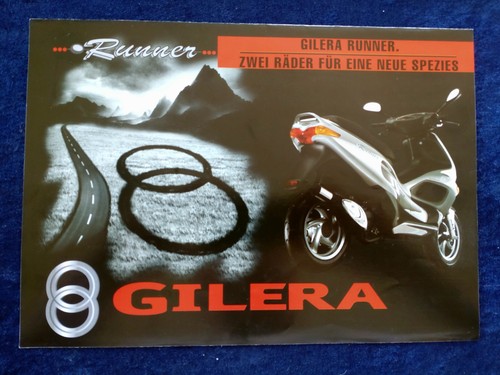 Runner
GILERA RUNNER.
ZWEI RÄDER FÜR EINE NEUE SPEZIES
GILERA